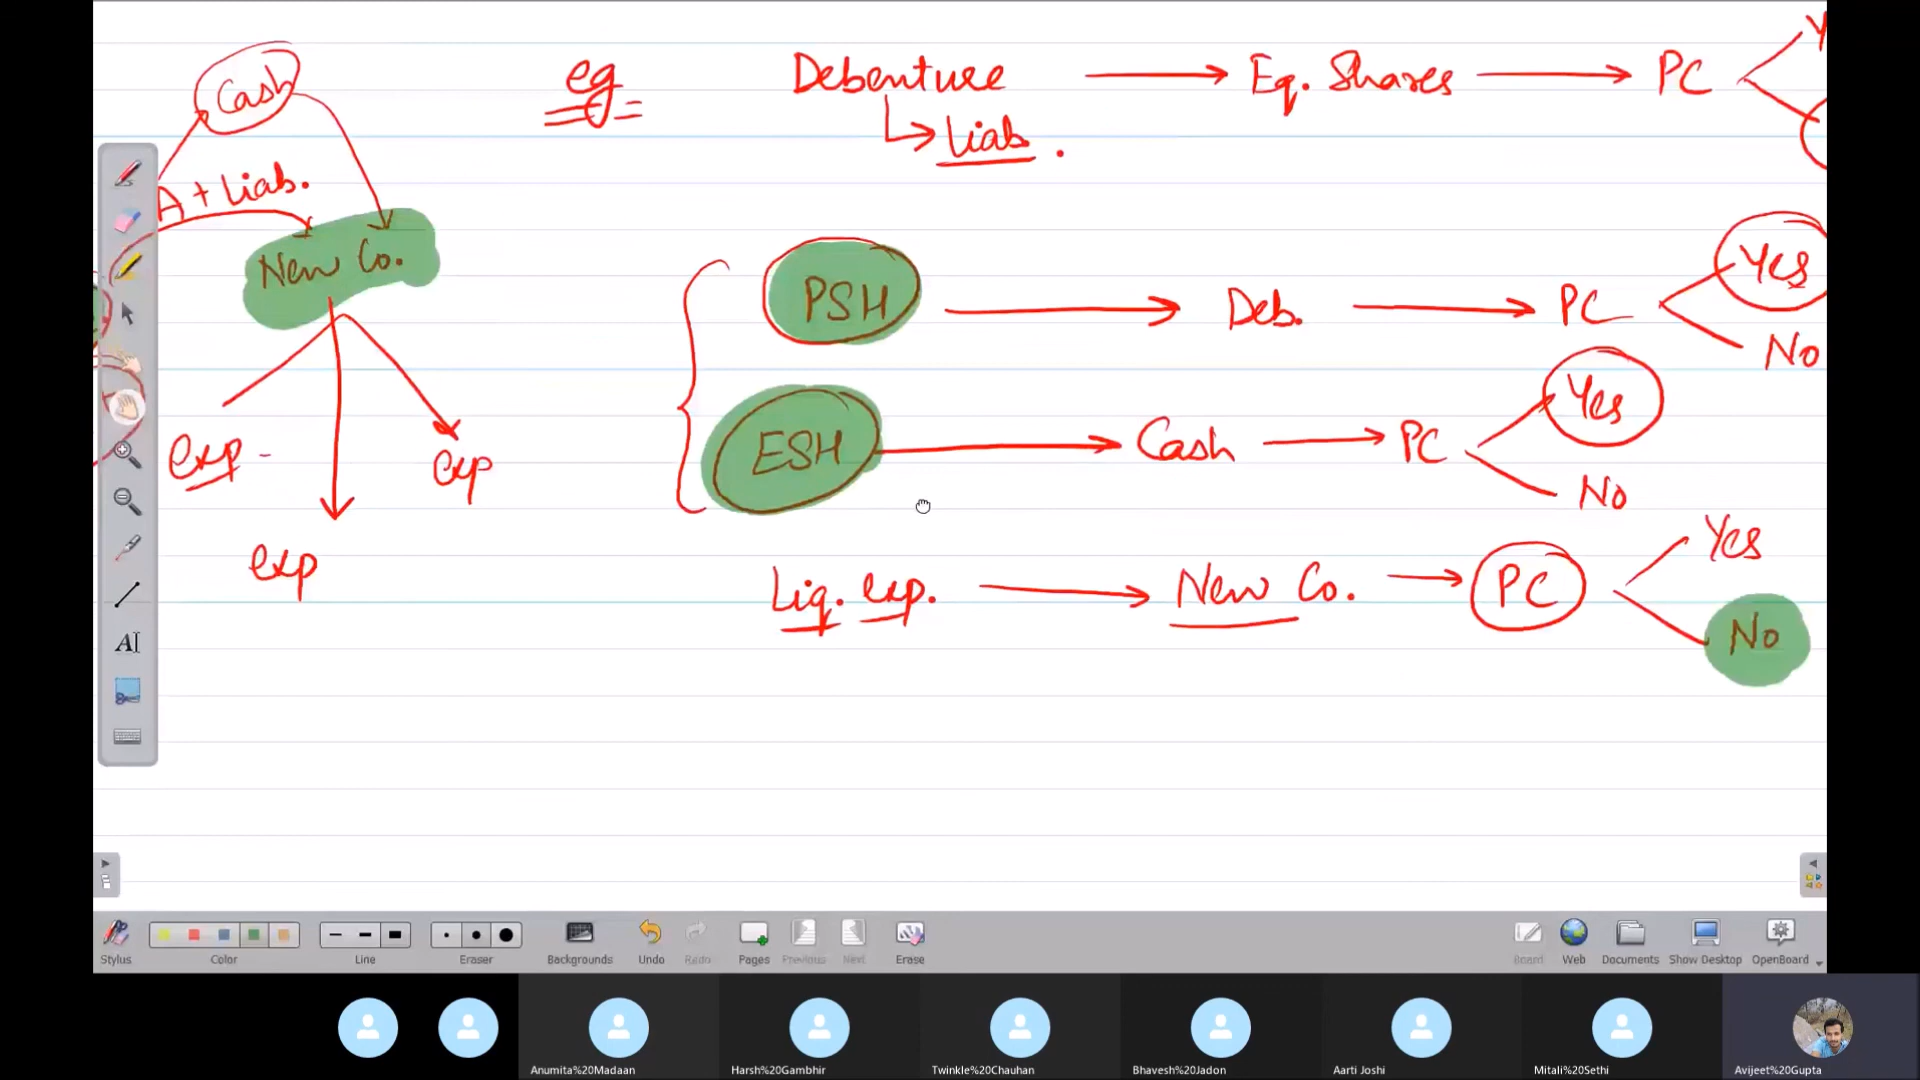 Cash
eg
Debenture
Eq. Shares
PC
Liab.
A + Liab.
New Co.
PSH
Deb.
PC
Yes
No
ESH
Cash
PC
Yes
No
exp
exp
exp
Liq. exp.
New Co.
PC
Yes
No
Stylus
Color
Line
Eraser
Backgrounds
Undo
Redo
Pages
Previous
Next
Erase
Board
Web
Documents
Show Desktop
OpenBoard
Anumita%20Madaan
Harsh%20Gambhir
Twinkle%20Chauhan
Bhavesh%20Jadon
Aarti Joshi
Mitali%20Sethi
Avijeet%20Gupta